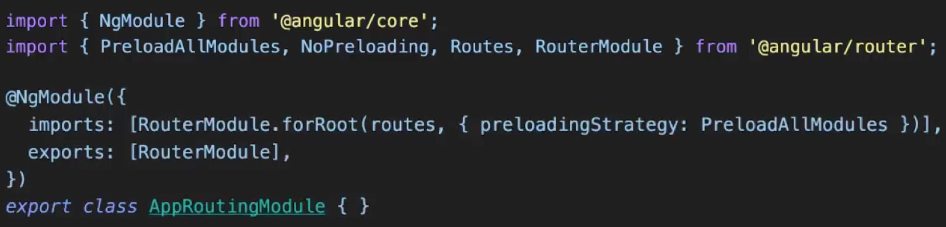 import { NgModule } from '@angular/core';
import { PreloadAllModules, NoPreloading, Routes, RouterModule } from '@angular/router';
@NgModule({
imports: [RouterModule.forRoot(routes, { preloadingStrategy: PreloadAllModules })],
exports: [RouterModule],
})
export class AppRoutingModule { }